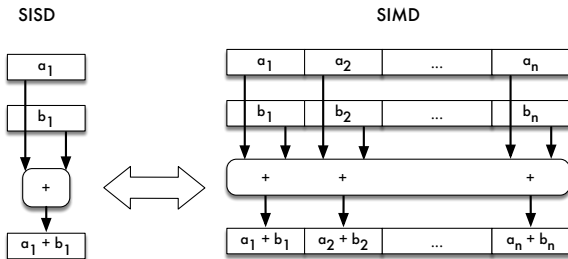 SISD SIMD
a₁ a₁ a₂ ... aₙ
b₁ b₁ b₂ ... bₙ
+ + + +
a₁ + b₁ a₁ + b₁ a₂ + b₂ ... aₙ + bₙ